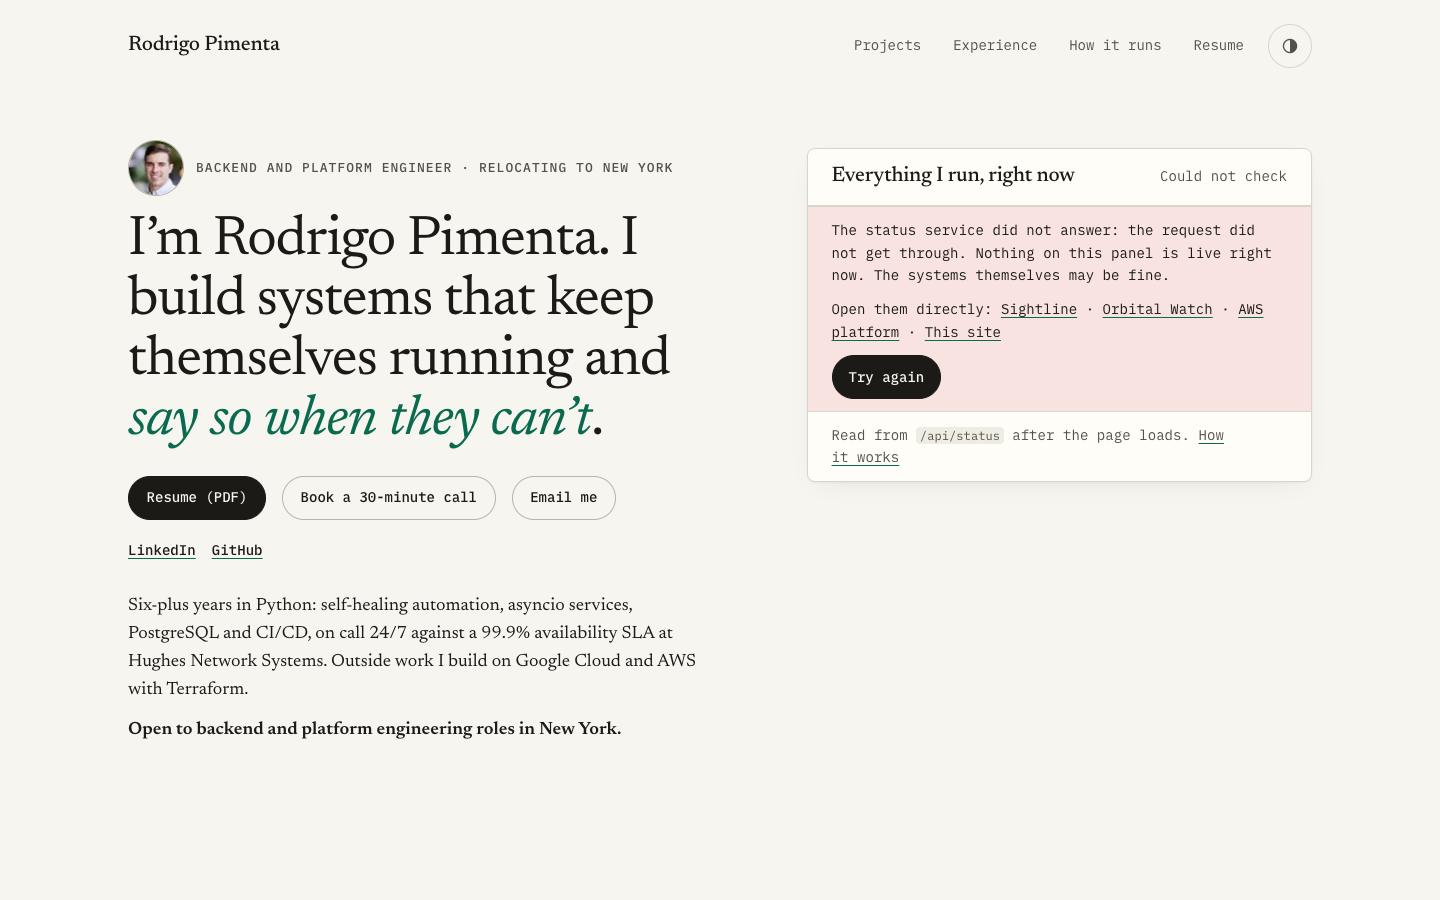 Rodrigo Pimenta
Projects
Experience
How it runs
Resume
BACKEND AND PLATFORM ENGINEER · RELOCATING TO NEW YORK
I’m Rodrigo Pimenta. I
build systems that keep
themselves running and
say so when they can’t.
Resume (PDF)
Book a 30-minute call
Email me
LinkedIn
GitHub
Six-plus years in Python: self-healing automation, asyncio services,
PostgreSQL and CI/CD, on call 24/7 against a 99.9% availability SLA at
Hughes Network Systems. Outside work I build on Google Cloud and AWS
with Terraform.
Open to backend and platform engineering roles in New York.
Everything I run, right now
Could not check
The status service did not answer: the request did
not get through. Nothing on this panel is live right
now. The systems themselves may be fine.
Open them directly: Sightline · Orbital Watch · AWS
platform · This site
Try again
Read from /api/status after the page loads. How
it works